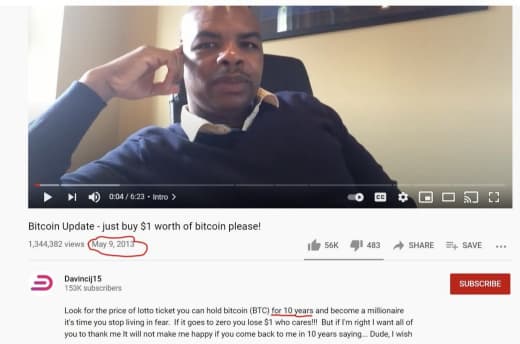 0:04 / 6:23 • Intro >
CC
Bitcoin Update - just buy $1 worth of bitcoin please!
1,344,382 views May 9, 2013
56K 483 SHARE SAVE ...
Davincij15
153K subscribers
SUBSCRIBE
Look for the price of lotto ticket you can hold bitcoin (BTC) for 10 years and become a millionaire
it's time you stop living in fear. If it goes to zero you lose $1 who cares!!! But if I'm right I want all of
you to thank me It will not make me happy if you come back to me in 10 years saying... Dude, I wish